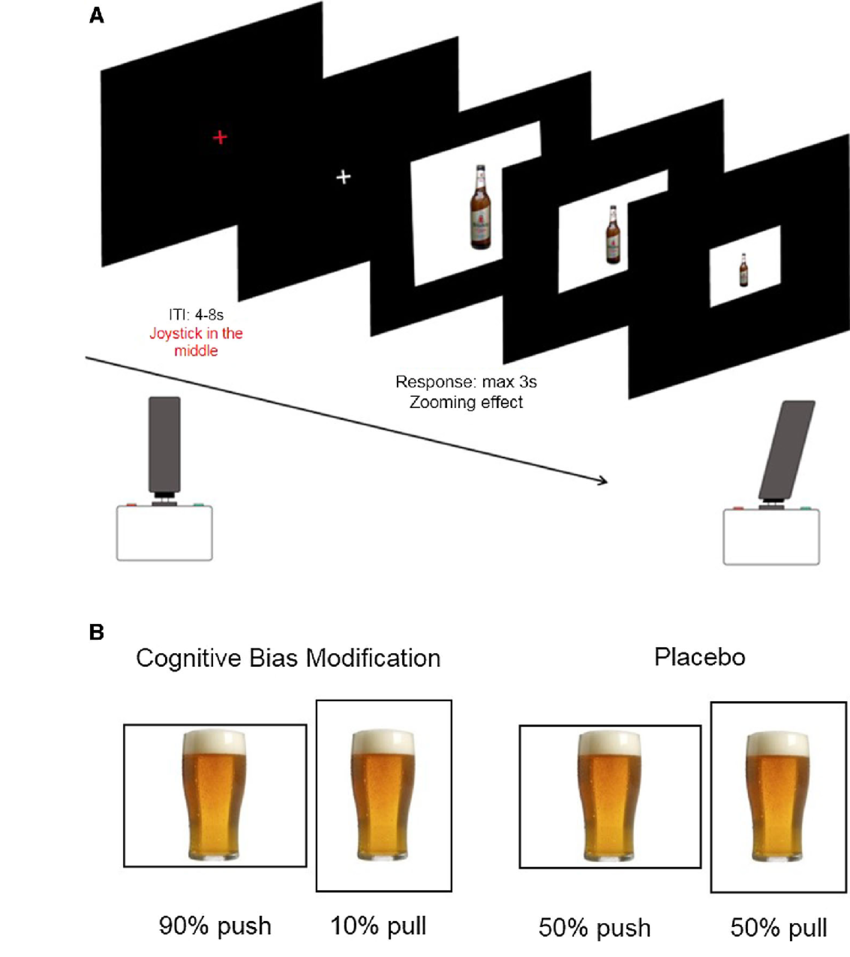 A
ITI: 4-8s
Joystick in the
middle
Response: max 3s
Zooming effect
B
Cognitive Bias Modification
Placebo
90% push
10% pull
50% push
50% pull